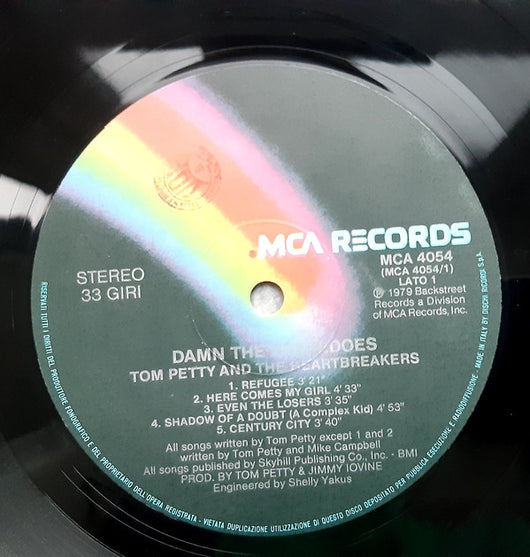 MCA RECORDS
STEREO
33 GIRI
MCA 4054
(MCA 4054/1)
LATO 1
℗ 1979 Backstreet
Records a Division
of MCA Records, Inc.
DAMN THE TORPEDOES
TOM PETTY AND THE HEARTBREAKERS
1. REFUGEE 3' 21"
2. HERE COMES MY GIRL 4' 33"
3. EVEN THE LOSERS 3' 35"
4. SHADOW OF A DOUBT (A Complex Kid) 4' 53"
5. CENTURY CITY 3' 40"
All songs written by Tom Petty except 1 and 2
written by Tom Petty and Mike Campbell
All songs published by Skyhill Publishing Co., Inc. - BMI
PROD. BY TOM PETTY & JIMMY IOVINE
Engineered by Shelly Yakus
RISERVATI TUTTI I DIRITTI DEL PRODUTTORE FONOGRAFICO E DEL PROPRIETARIO DELL'OPERA REGISTRATA - VIETATA DUPLICAZIONE UTILIZZAZIONE DI QUESTO DISCO DEPOSITATO PER PUBBLICA ESECUZIONE E RADIODIFFUSIONE. - MADE IN ITALY BY DISCHI RICORDI S.p.A.